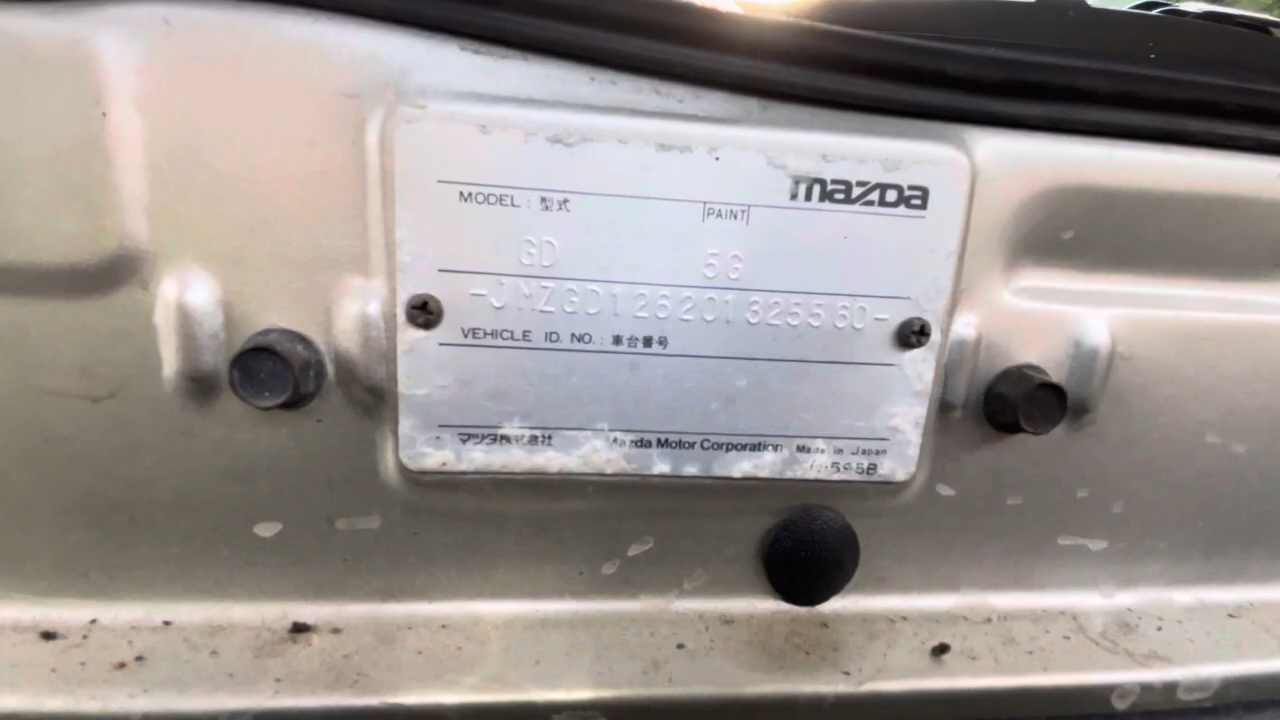 mazda
MODEL : 型式 PAINT
GD 5G
-JMZGD126201325560-
VEHICLE ID. NO. : 車台番号
マツダ株式会社 Mazda Motor Corporation Made in Japan